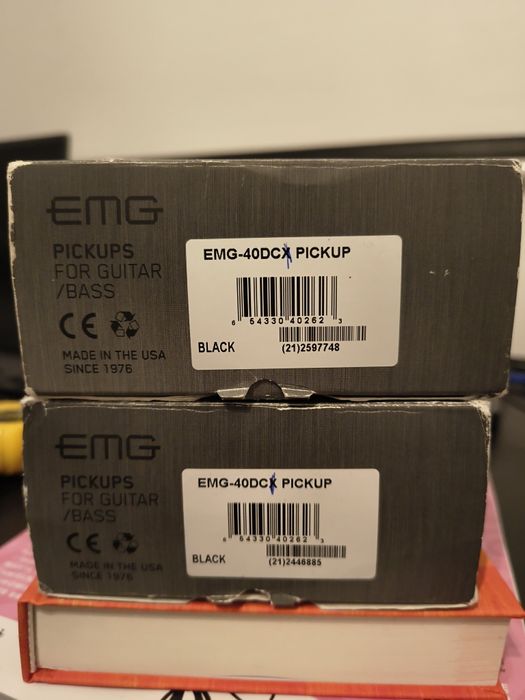 EMG
PICKUPS
FOR GUITAR
/BASS
CE
MADE IN THE USA
SINCE 1976
EMG-40DCX PICKUP
6 54330 40262 3
BLACK (21)2597748
EMG
PICKUPS
FOR GUITAR
/BASS
CE
MADE IN THE USA
SINCE 1976
EMG-40DCX PICKUP
6 54330 40262 3
BLACK (21)2446885